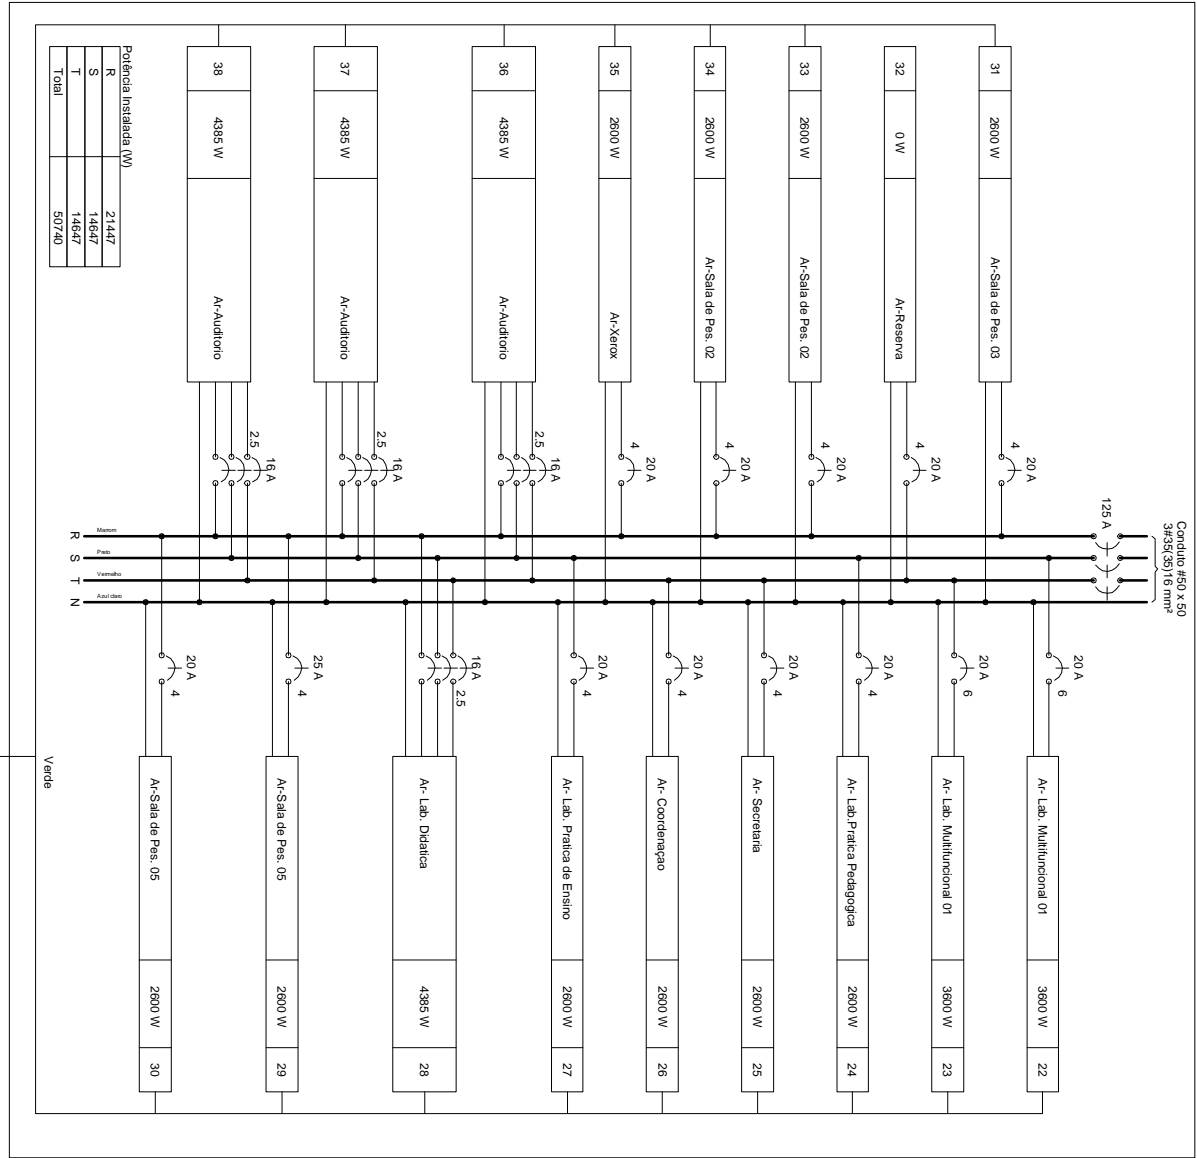 Conduto #50 x 50
3#35(35)16 mm²
125 A
31
2600 W
Ar-Sala de Pes. 03
4
20 A
32
0 W
Ar-Reserva
4
20 A
33
2600 W
Ar-Sala de Pes. 02
4
20 A
34
2600 W
Ar-Sala de Pes. 02
4
20 A
35
2600 W
Ar-Xerox
4
20 A
36
4385 W
Ar-Auditorio
2.5
16 A
37
4385 W
Ar-Auditorio
2.5
16 A
38
4385 W
Ar-Auditorio
2.5
16 A
R
Marrom
S
Preto
T
Vermelho
N
Azul claro
20 A
6
Ar- Lab. Multifuncional 01
3600 W
22
20 A
6
Ar- Lab. Multifuncional 01
3600 W
23
20 A
4
Ar- Lab.Pratica Pedagogica
2600 W
24
20 A
4
Ar- Secretaria
2600 W
25
20 A
4
Ar- Coordenaçao
2600 W
26
20 A
4
Ar- Lab. Pratica de Ensino
2600 W
27
16 A
2.5
Ar- Lab. Didatica
4385 W
28
25 A
4
Ar-Sala de Pes. 05
2600 W
29
20 A
4
Ar-Sala de Pes. 05
2600 W
30
Potência Instalada (W)
R 21447
S 14647
T 14647
Total 50740
Verde